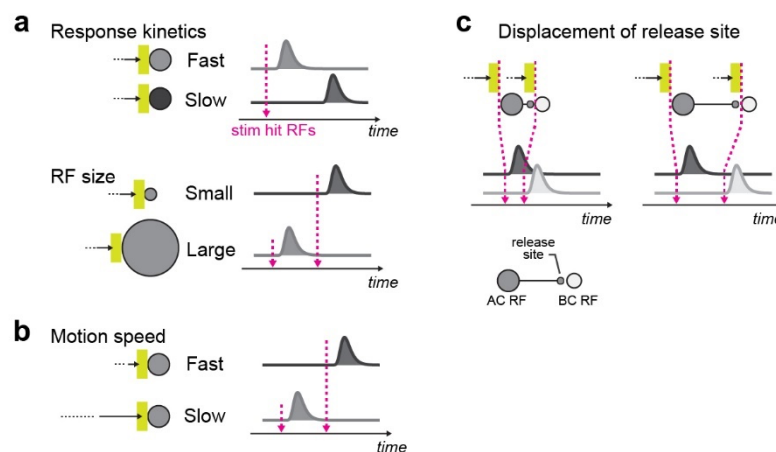 a
Response kinetics
Fast
Slow
stim hit RFs
time
RF size
Small
Large
time
b
Motion speed
Fast
Slow
time
c
Displacement of release site
time
time
release
site
AC RF
BC RF